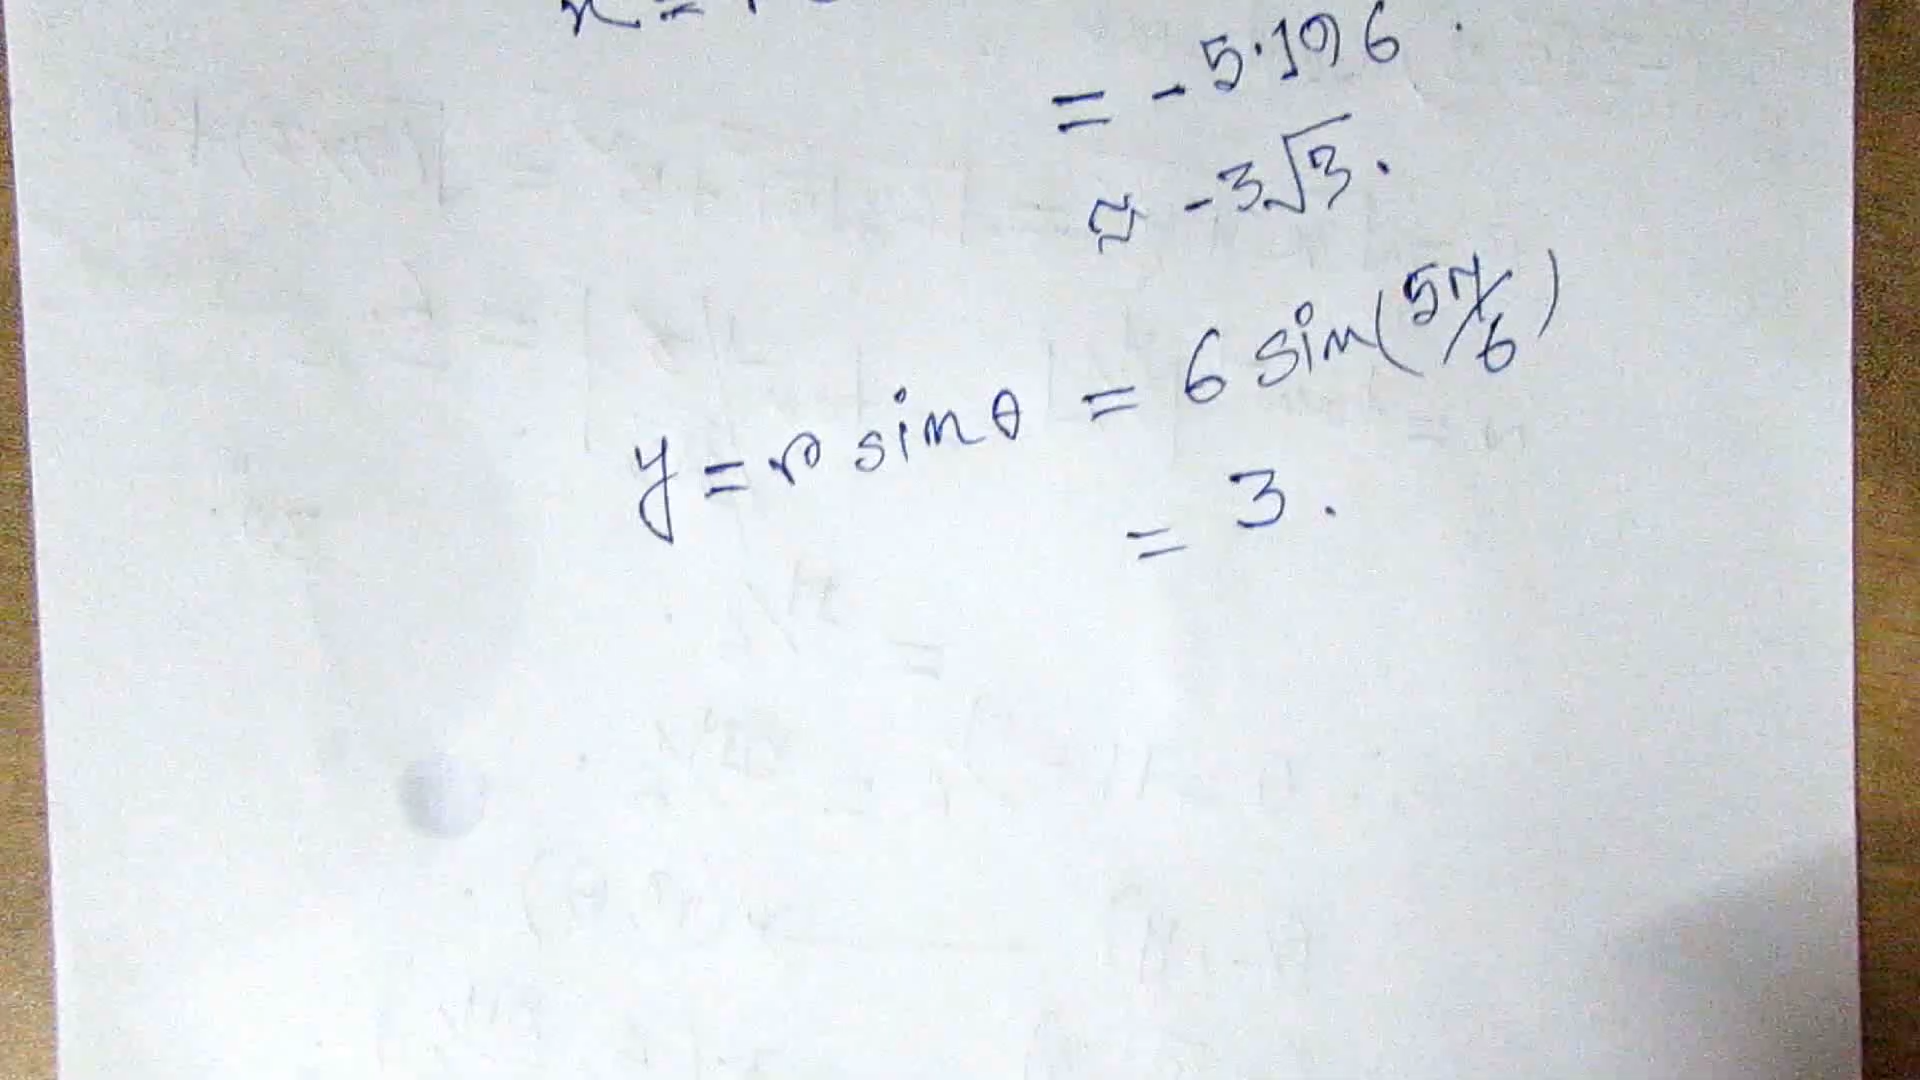 x = r
= - 5.196.
≈ -3√3.
y = r sinθ = 6 sin(5π/6)
= 3.